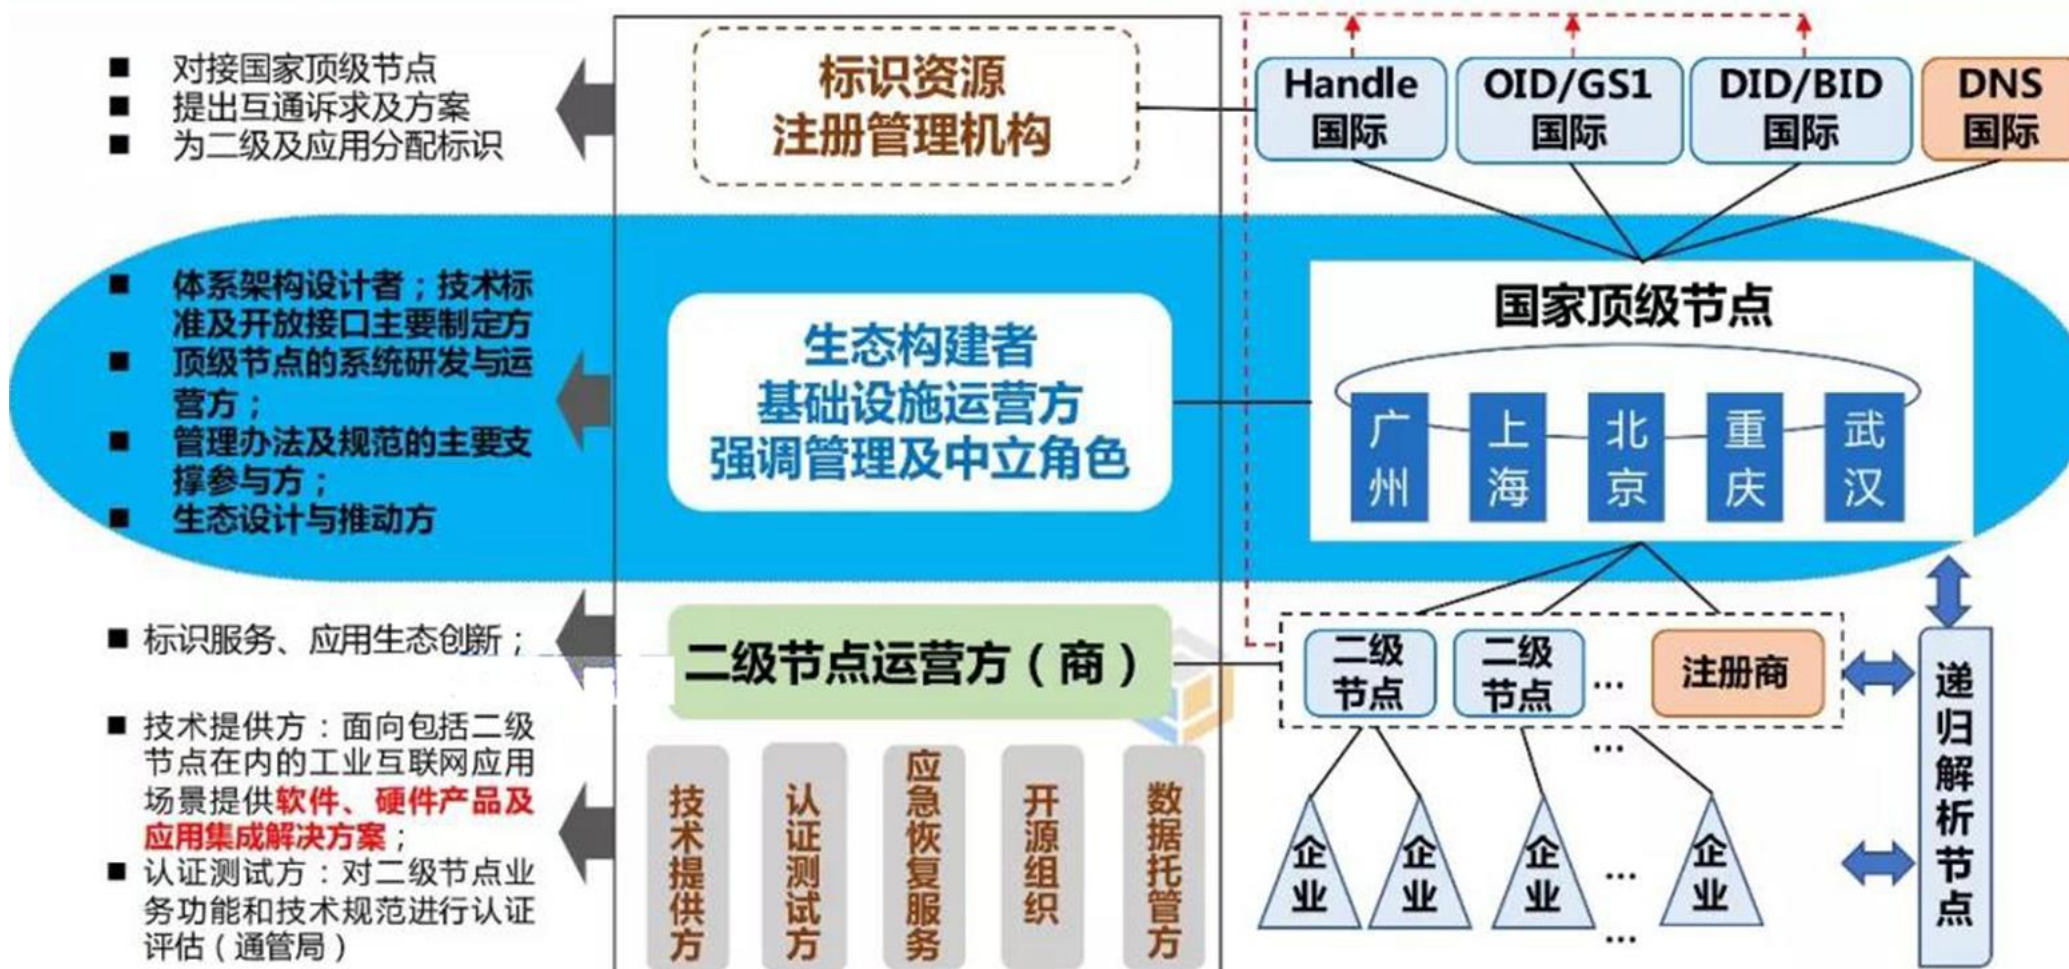 ■ 对接国家顶级节点
■ 提出互通诉求及方案
■ 为二级及应用分配标识
标识资源
注册管理机构
Handle
国际
OID/GS1
国际
DID/BID
国际
DNS
国际
■ 体系架构设计者；技术标
准及开放接口主要制定方
■ 顶级节点的系统研发与运
营方；
■ 管理办法及规范的主要支
撑参与方；
■ 生态设计与推动方
生态构建者
基础设施运营方
强调管理及中立角色
国家顶级节点
广州
上海
北京
重庆
武汉
■ 标识服务、应用生态创新；
二级节点运营方（商）
二级
节点
二级
节点
...
注册商
...
■ 技术提供方：面向包括二级
节点在内的工业互联网应用
场景提供软件、硬件产品及
应用集成解决方案；
■ 认证测试方：对二级节点业
务功能和技术规范进行认证
评估（通管局）
技术提供方
认证测试方
应急恢复服务
开源组织
数据托管方
企业
企业
企业
...
企业
...
递归解析节点